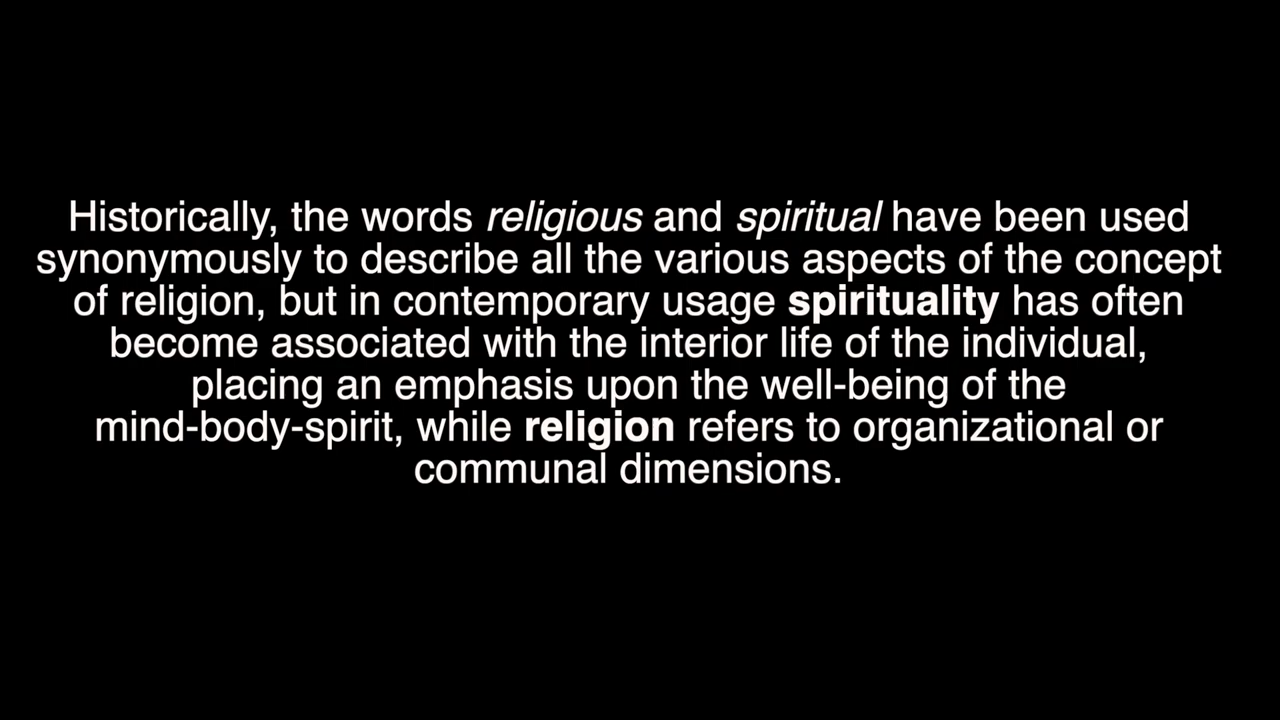 Historically, the words religious and spiritual have been used
synonymously to describe all the various aspects of the concept
of religion, but in contemporary usage spirituality has often
become associated with the interior life of the individual,
placing an emphasis upon the well-being of the
mind-body-spirit, while religion refers to organizational or
communal dimensions.